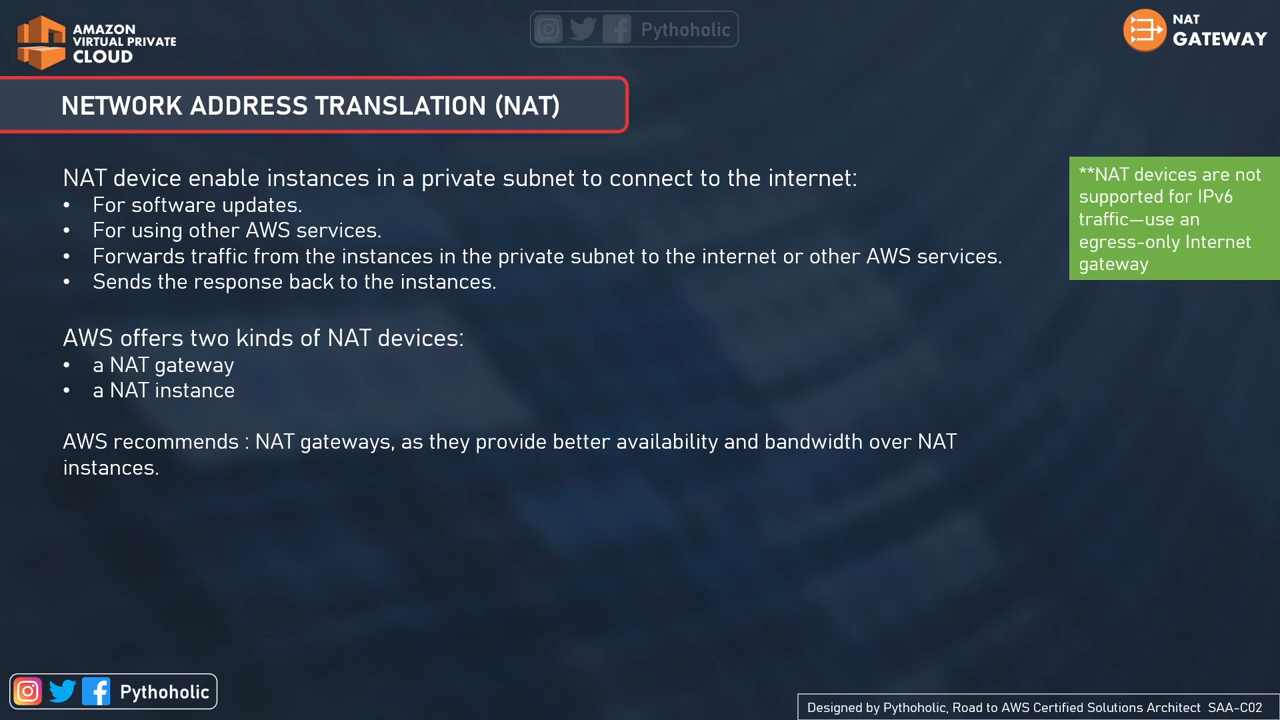 AMAZON
VIRTUAL PRIVATE
CLOUD
Pythoholic
NAT
GATEWAY
NETWORK ADDRESS TRANSLATION (NAT)
NAT device enable instances in a private subnet to connect to the internet:
• For software updates.
• For using other AWS services.
• Forwards traffic from the instances in the private subnet to the internet or other AWS services.
• Sends the response back to the instances.
**NAT devices are not
supported for IPv6
traffic—use an
egress-only Internet
gateway
AWS offers two kinds of NAT devices:
• a NAT gateway
• a NAT instance
AWS recommends : NAT gateways, as they provide better availability and bandwidth over NAT
instances.
Pythoholic
Designed by Pythoholic, Road to AWS Certified Solutions Architect SAA-C02